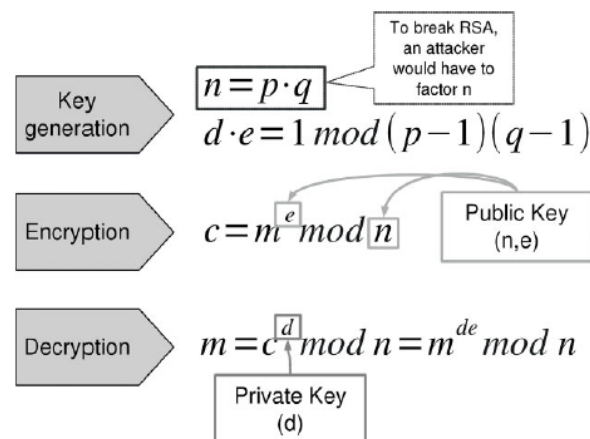 To break RSA,
an attacker
would have to
factor n
Key
generation
n = p·q
d·e = 1 mod (p−1)(q−1)
Encryption
c = m^e mod n
Public Key
(n,e)
Decryption
m = c^d mod n = m^de mod n
Private Key
(d)